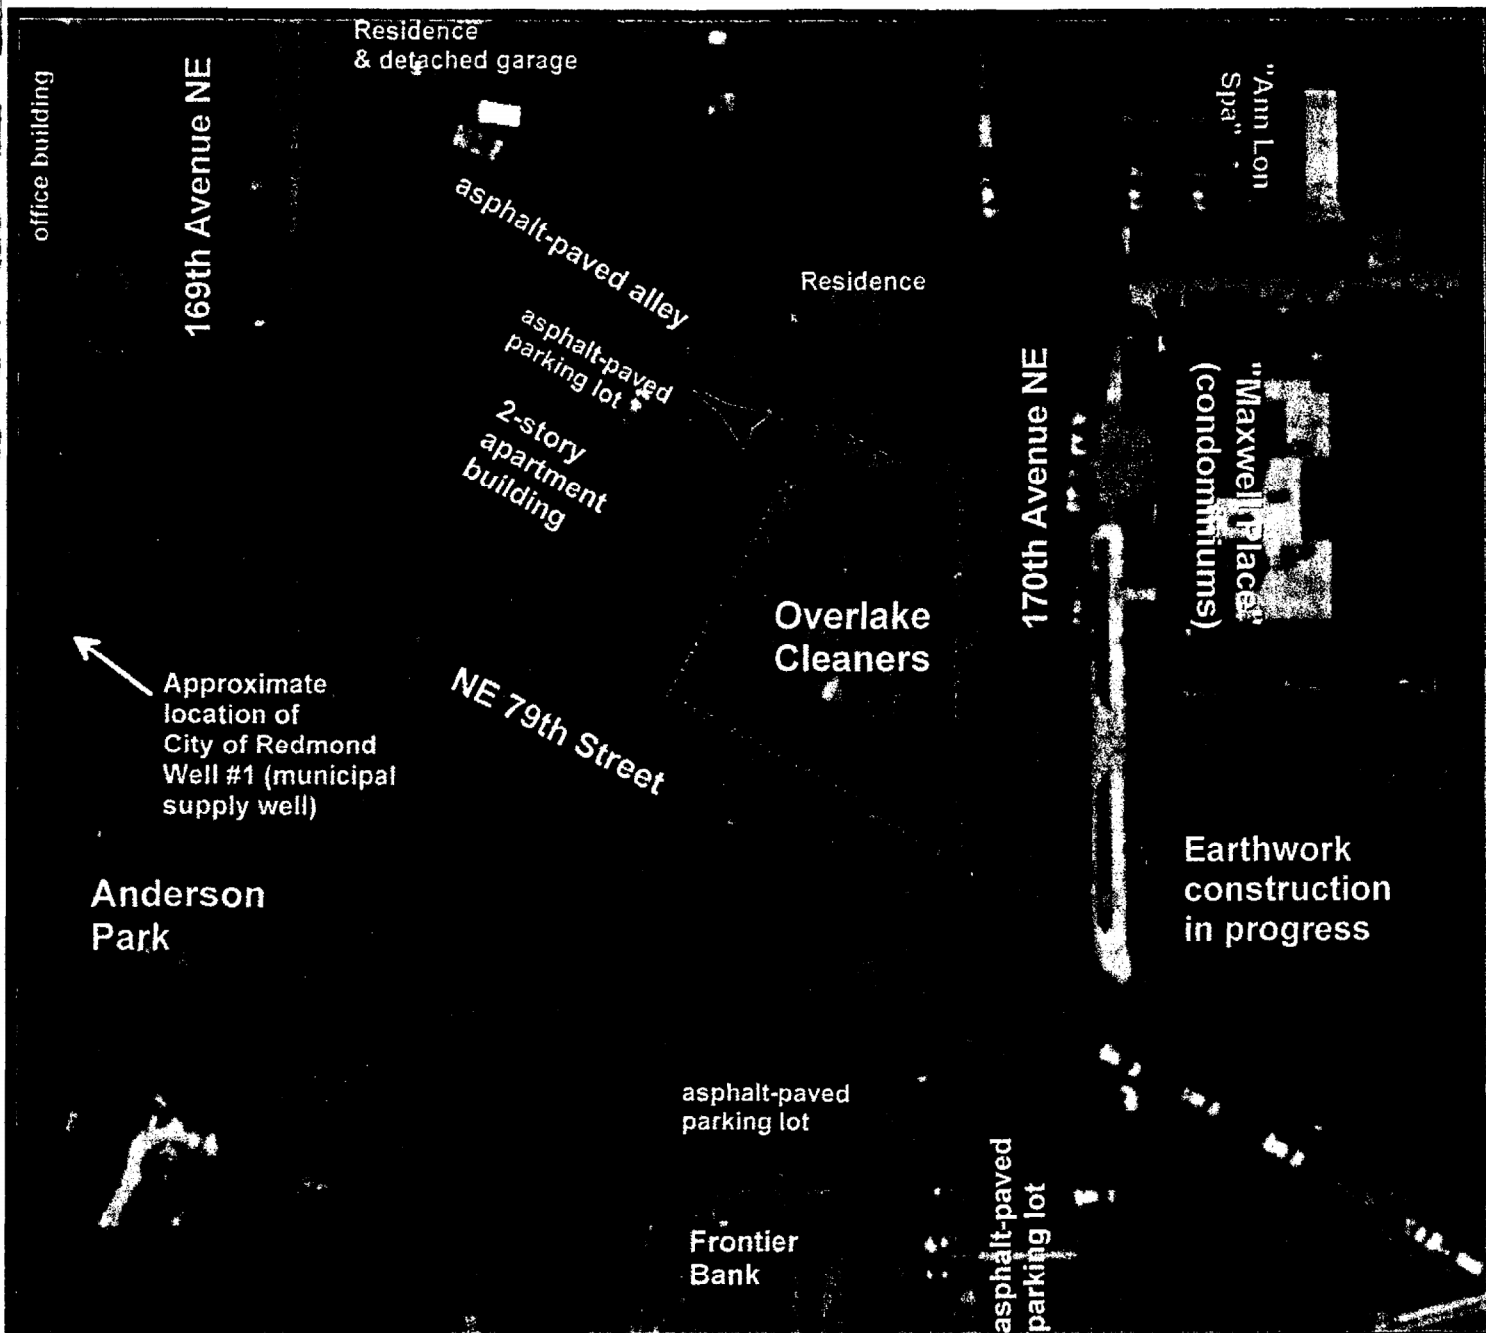 Residence
& detached garage
office building
169th Avenue NE
"Ann Lon
Spa"
asphalt-paved alley
Residence
asphalt-paved
parking lot
2-story
apartment
building
170th Avenue NE
"Maxwell Place"
(condominiums)
Overlake
Cleaners
NE 79th Street
Approximate
location of
City of Redmond
Well #1 (municipal
supply well)
Anderson
Park
Earthwork
construction
in progress
asphalt-paved
parking lot
asphalt-paved
parking lot
Frontier
Bank